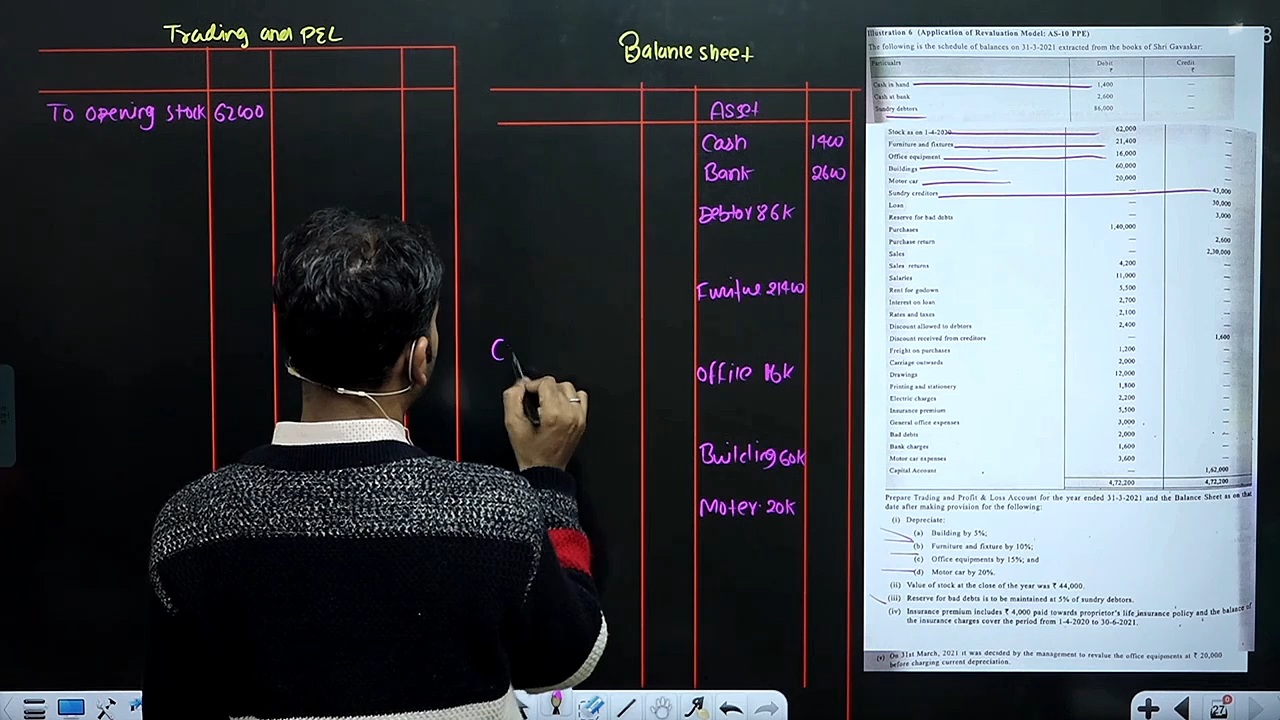 Trading and P&L
To opening stock 62000
Balance sheet
Asset
Cash 1400
Bank 2600
Debtor 86k
Furniture 21400
C
Office 16k
Building 60k
Moter 20k
Illustration 6 (Application of Revaluation Model: AS-10 PPE)
The following is the schedule of balances on 31-3-2021 extracted from the books of Shri Gavaskar:
Particualrs Debit Credit
₹ ₹
Cash in hand 1,400 —
Cash at bank 2,600 —
Sundry debtors 86,000 —
Stock as on 1-4-2020 62,000 —
Furniture and fixtures 21,400 —
Office equipment 16,000 —
Buildings 60,000 —
Motor car 20,000 —
Sundry creditors — 43,000
Loan — 30,000
Reserve for bad debts — 3,000
Purchases 1,40,000 —
Purchase return — 2,600
Sales — 2,30,000
Sales returns 4,200 —
Salaries 11,000 —
Rent for godown 5,500 —
Interest on loan 2,700 —
Rates and taxes 2,100 —
Discount allowed to debtors 2,400 —
Discount received from creditors — 1,600
Freight on purchases 1,200 —
Carriage outwards 2,000 —
Drawings 12,000 —
Printing and stationery 1,800 —
Electric charges 2,200 —
Insurance premium 5,500 —
General office expenses 3,000 —
Bad debts 2,000 —
Bank charges 1,600 —
Motor car expenses 3,600 —
Capital Account — 1,62,000
4,72,200 4,72,200
Prepare Trading and Profit & Loss Account for the year ended 31-3-2021 and the Balance Sheet as on that
date after making provision for the following:
(i) Depreciate:
(a) Building by 5%;
(b) Furniture and fixture by 10%;
(c) Office equipments by 15%; and
(d) Motor car by 20%.
(ii) Value of stock at the close of the year was ₹ 44,000.
(iii) Reserve for bad debts is to be maintained at 5% of sundry debtors.
(iv) Insurance premium includes ₹ 4,000 paid towards proprietor's life insurance policy and the balance of
the insurance charges cover the period from 1-4-2020 to 30-6-2021.
(v) On 31st March, 2021 it was decided by the management to revalue the office equipments at ₹ 20,000
before charging current depreciation.
8
27